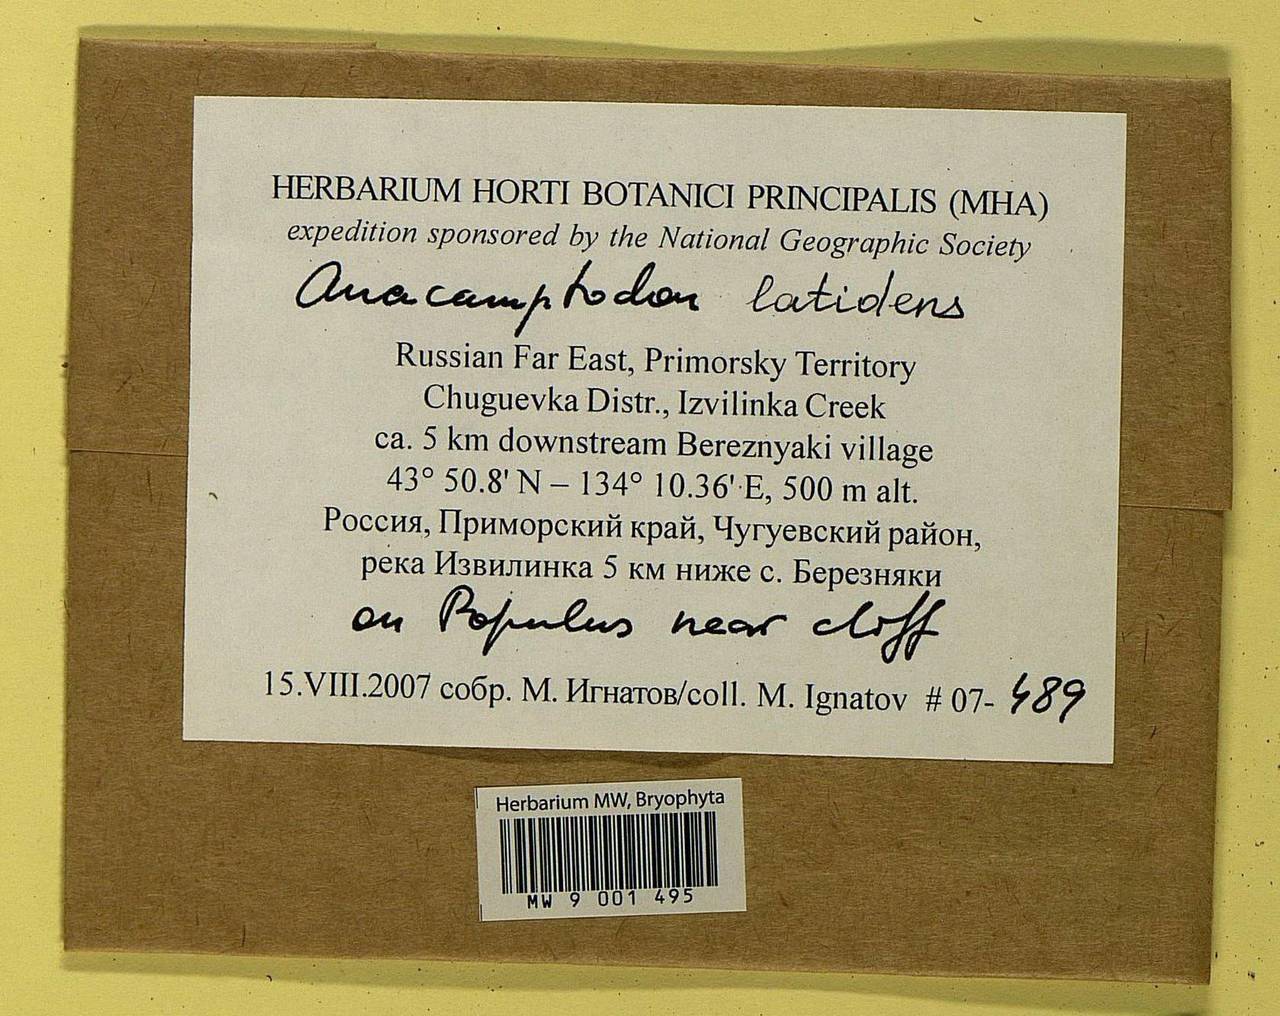 HERBARIUM HORTI BOTANICI PRINCIPALIS (MHA)
expedition sponsored by the National Geographic Society
Anacamptodon latidens
Russian Far East, Primorsky Territory
Chuguevka Distr., Izvilinka Creek
ca. 5 km downstream Bereznyaki village
43° 50.8' N – 134° 10.36' E, 500 m alt.
Россия, Приморский край, Чугуевский район,
река Извилинка 5 км ниже с. Березняки
on Populus near cliff
15.VIII.2007 собр. М. Игнатов/coll. M. Ignatov # 07- 489
Herbarium MW, Bryophyta
MW 9 001 495